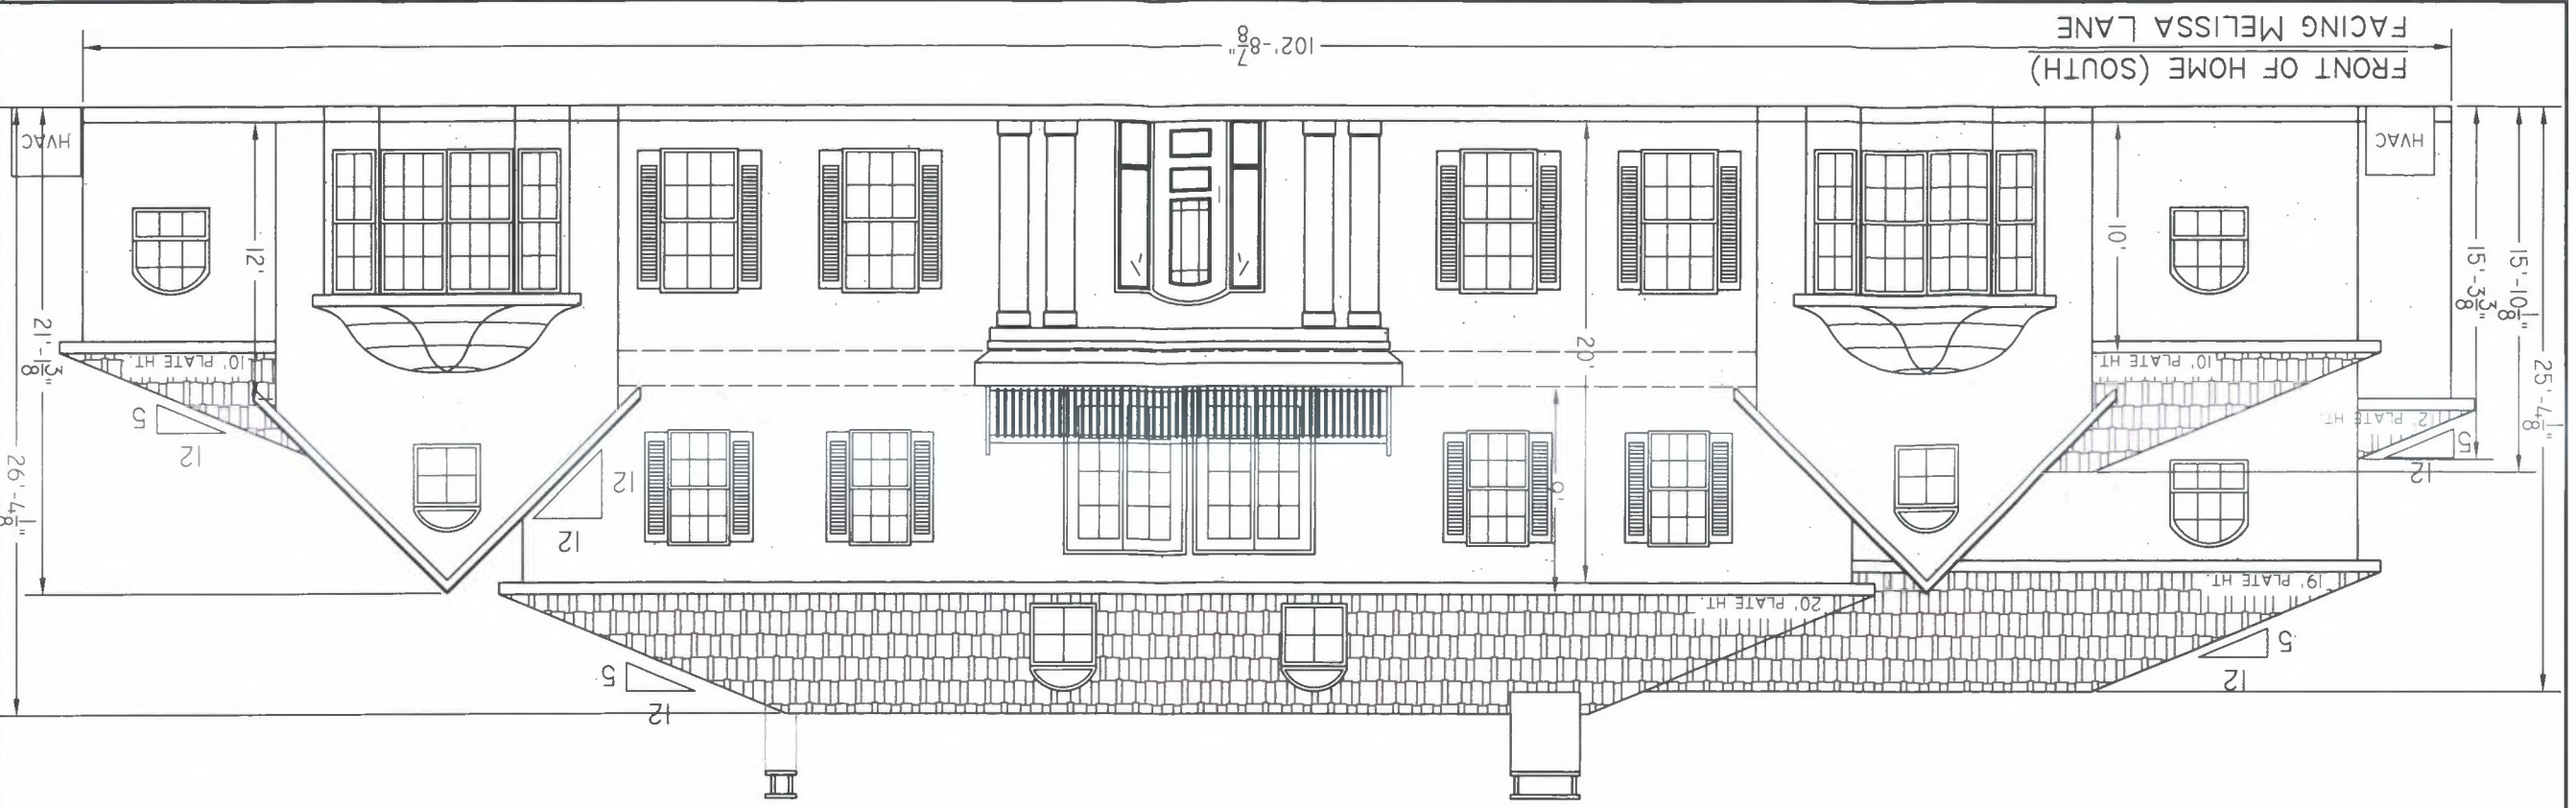 12
12
5
5
20' PLATE HT.
19' PLATE HT.
12
12
9'
12
12
5
5
12' PLATE HT.
10' PLATE HT.
10' PLATE HT.
25'-4 1/8"
15'-10 1/8"
15'-3/8"
10'
20'
12'
21'-3/8"
26'-4 1/8"
HVAC
HVAC
FRONT OF HOME (SOUTH)
FACING MELISSA LANE
102'-8 7/8"